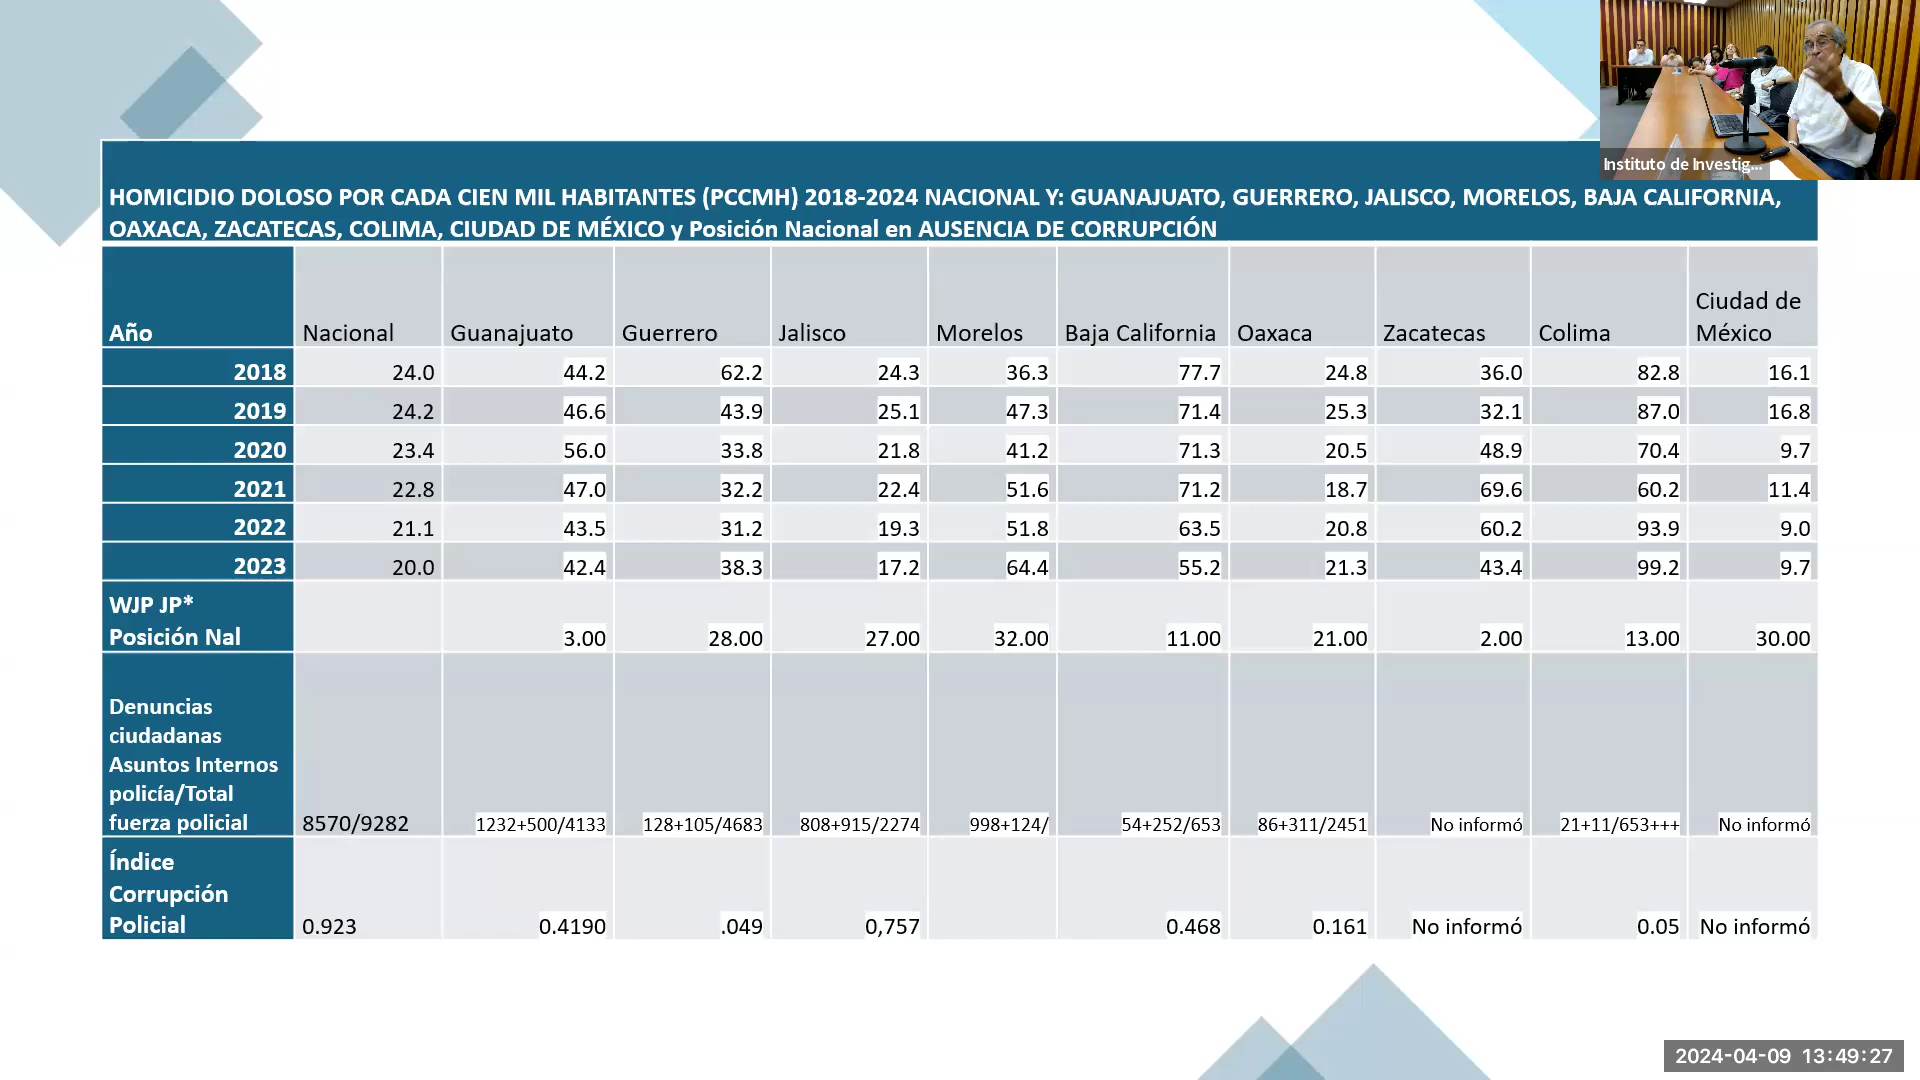 Instituto de Investig...
HOMICIDIO DOLOSO POR CADA CIEN MIL HABITANTES (PCCMH) 2018-2024 NACIONAL Y: GUANAJUATO, GUERRERO, JALISCO, MORELOS, BAJA CALIFORNIA,
OAXACA, ZACATECAS, COLIMA, CIUDAD DE MÉXICO y Posición Nacional en AUSENCIA DE CORRUPCIÓN
Año Nacional Guanajuato Guerrero Jalisco Morelos Baja California Oaxaca Zacatecas Colima Ciudad de
México
2018 24.0 44.2 62.2 24.3 36.3 77.7 24.8 36.0 82.8 16.1
2019 24.2 46.6 43.9 25.1 47.3 71.4 25.3 32.1 87.0 16.8
2020 23.4 56.0 33.8 21.8 41.2 71.3 20.5 48.9 70.4 9.7
2021 22.8 47.0 32.2 22.4 51.6 71.2 18.7 69.6 60.2 11.4
2022 21.1 43.5 31.2 19.3 51.8 63.5 20.8 60.2 93.9 9.0
2023 20.0 42.4 38.3 17.2 64.4 55.2 21.3 43.4 99.2 9.7
WJP JP*
Posición Nal 3.00 28.00 27.00 32.00 11.00 21.00 2.00 13.00 30.00
Denuncias
ciudadanas
Asuntos Internos
policía/Total
fuerza policial 8570/9282 1232+500/4133 128+105/4683 808+915/2274 998+124/ 54+252/653 86+311/2451 No informó 21+11/653+++ No informó
Índice
Corrupción
Policial 0.923 0.4190 .049 0,757 0.468 0.161 No informó 0.05 No informó
2024-04-09 13:49:27